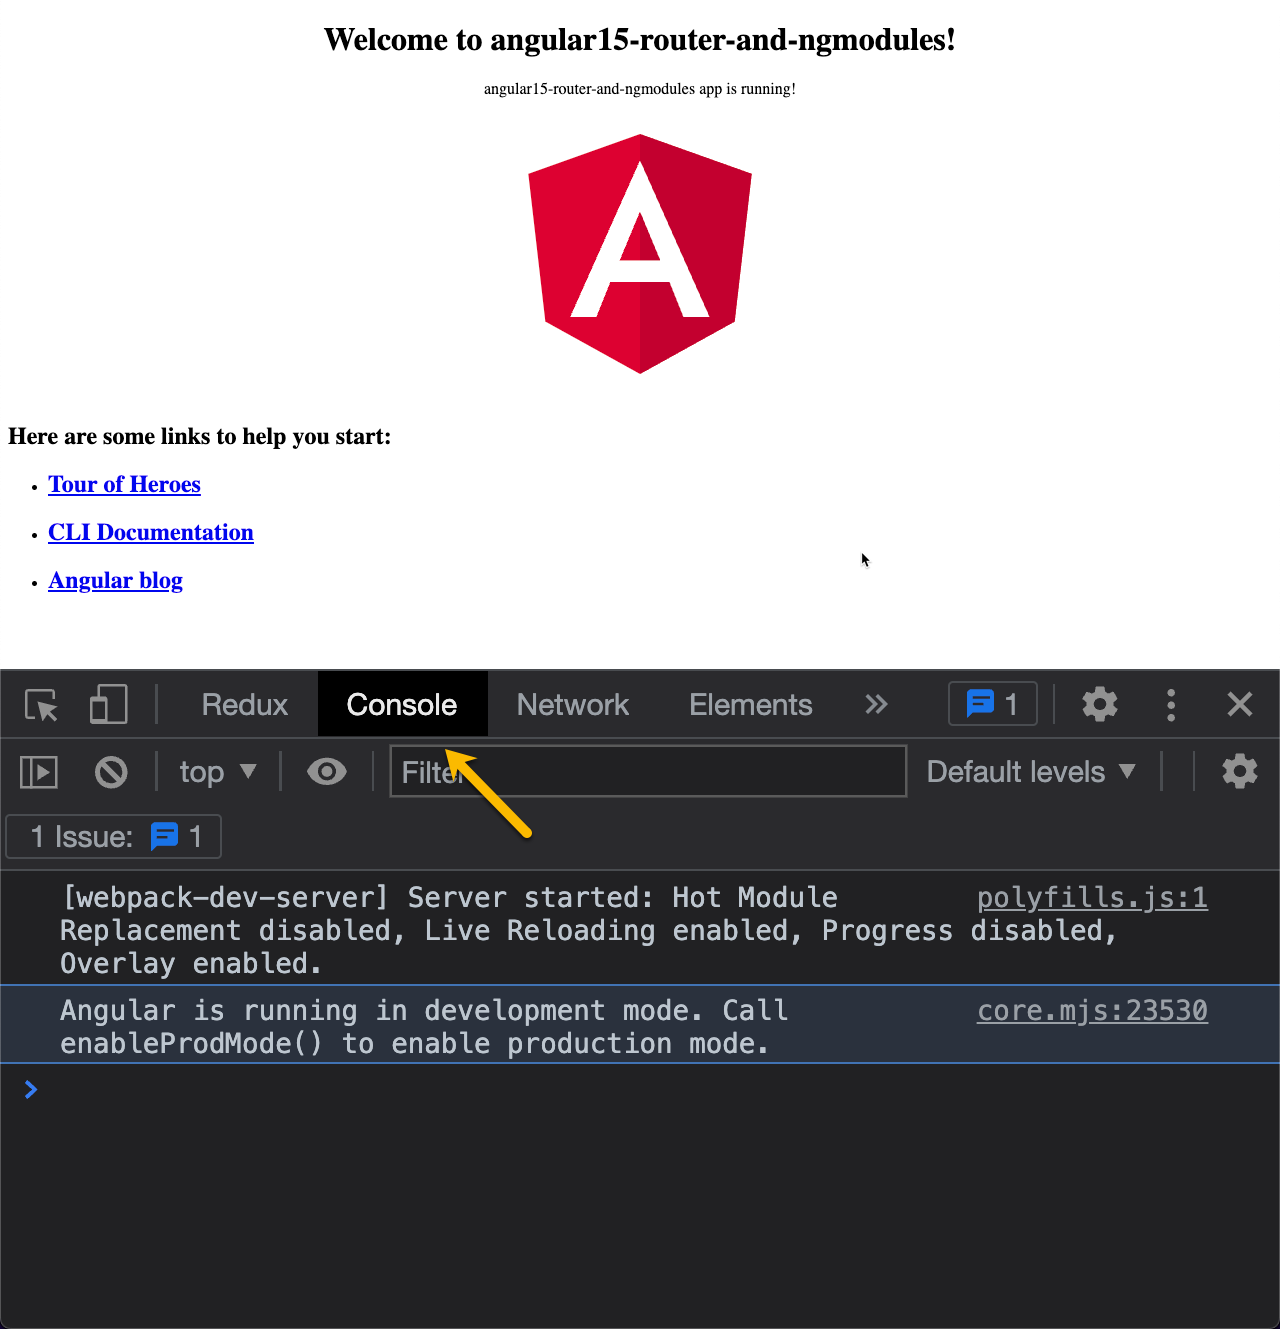 Welcome to angular15-router-and-ngmodules!
angular15-router-and-ngmodules app is running!
A
Here are some links to help you start:
Tour of Heroes
CLI Documentation
Angular blog
Redux Console Network Elements 1
top Filter Default levels
1 Issue: 1
[webpack-dev-server] Server started: Hot Module polyfills.js:1
Replacement disabled, Live Reloading enabled, Progress disabled,
Overlay enabled.
Angular is running in development mode. Call core.mjs:23530
enableProdMode() to enable production mode.